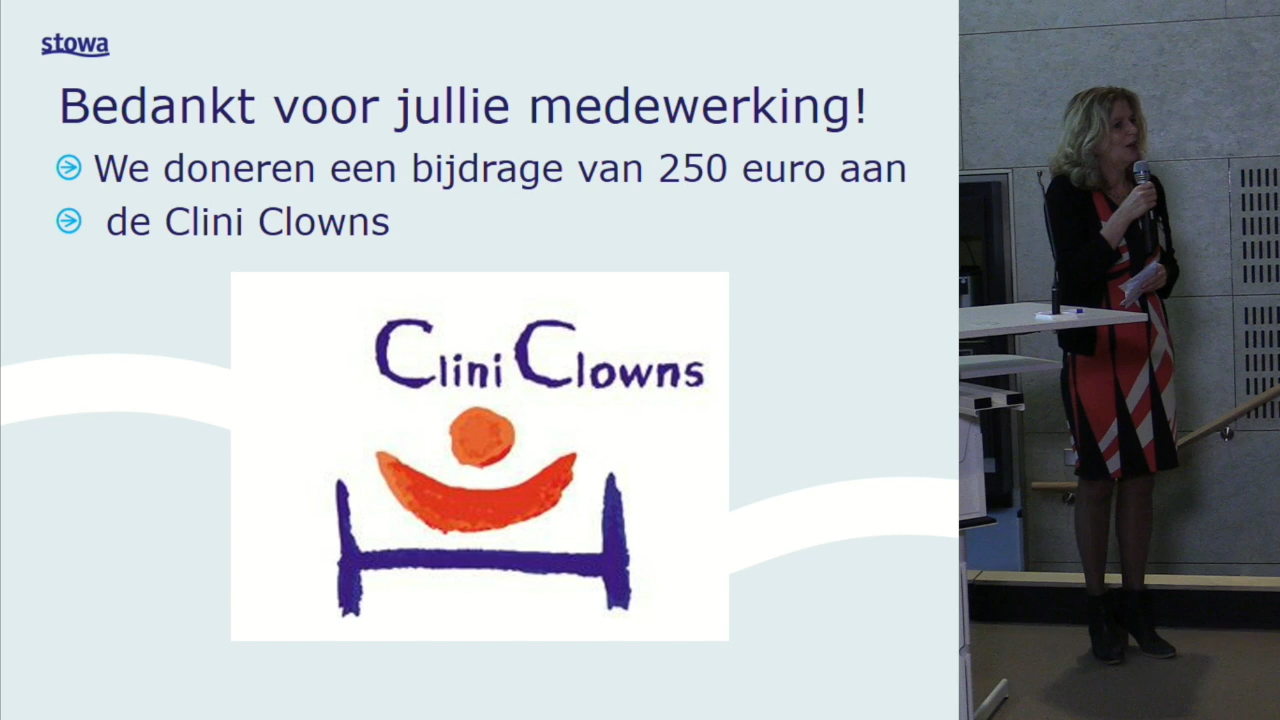 stowa
Bedankt voor jullie medewerking!
We doneren een bijdrage van 250 euro aan
de Clini Clowns
Clini Clowns